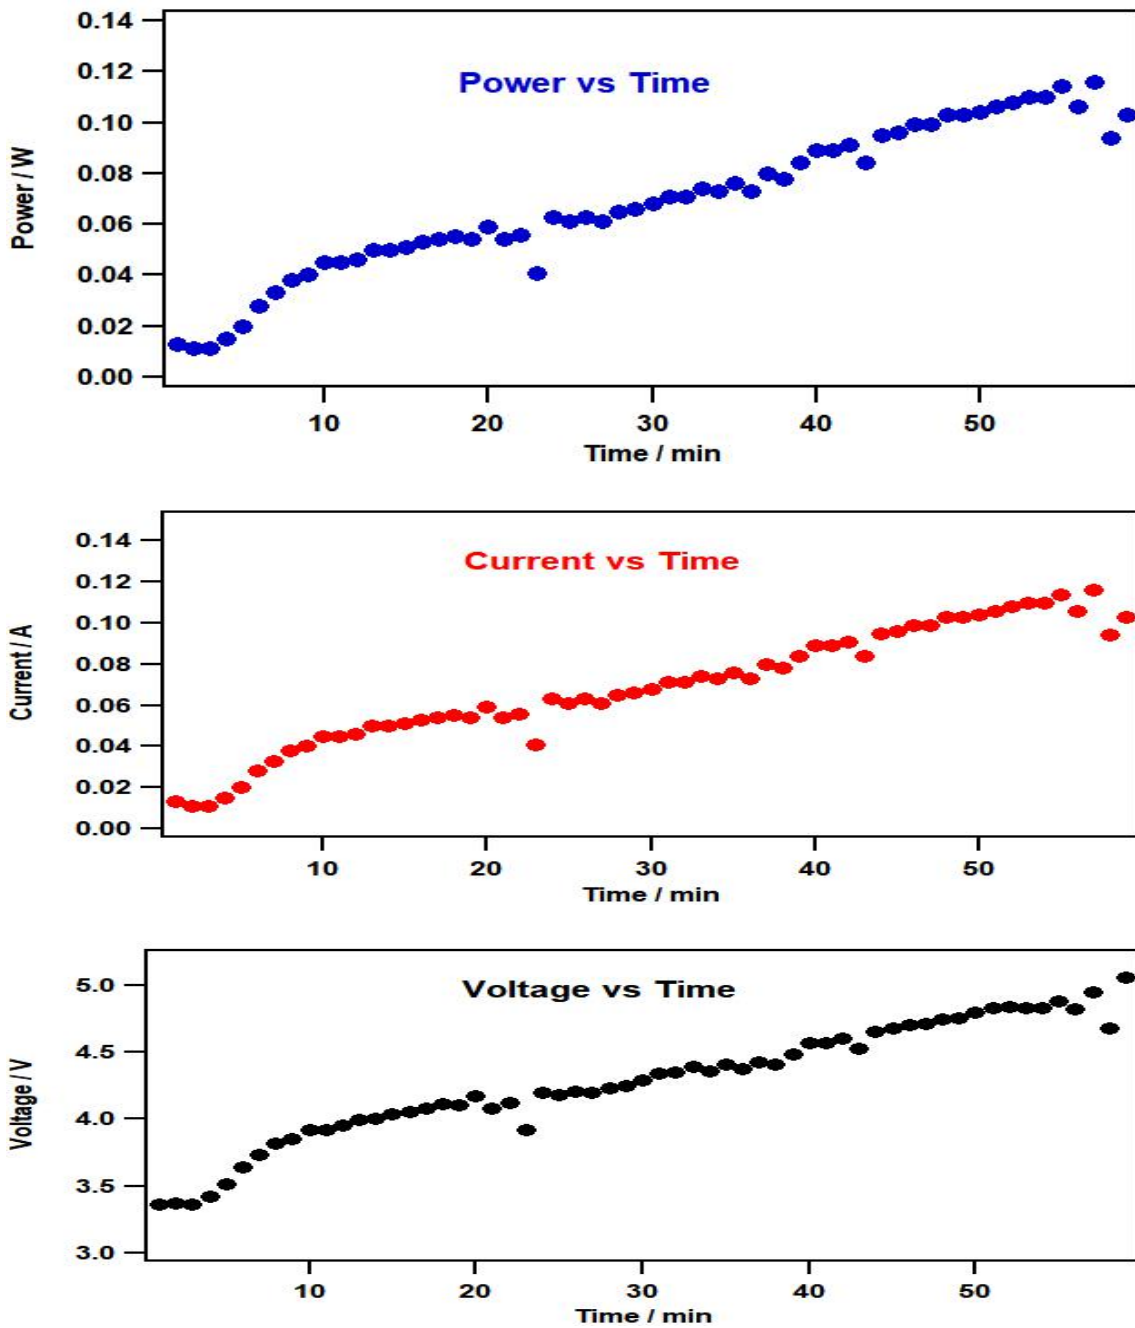 Power vs Time
Power / W
0.14
0.12
0.10
0.08
0.06
0.04
0.02
0.00
10 20 30 40 50
Time / min
Current vs Time
Current / A
0.14
0.12
0.10
0.08
0.06
0.04
0.02
0.00
10 20 30 40 50
Time / min
Voltage vs Time
Voltage / V
5.0
4.5
4.0
3.5
3.0
10 20 30 40 50
Time / min